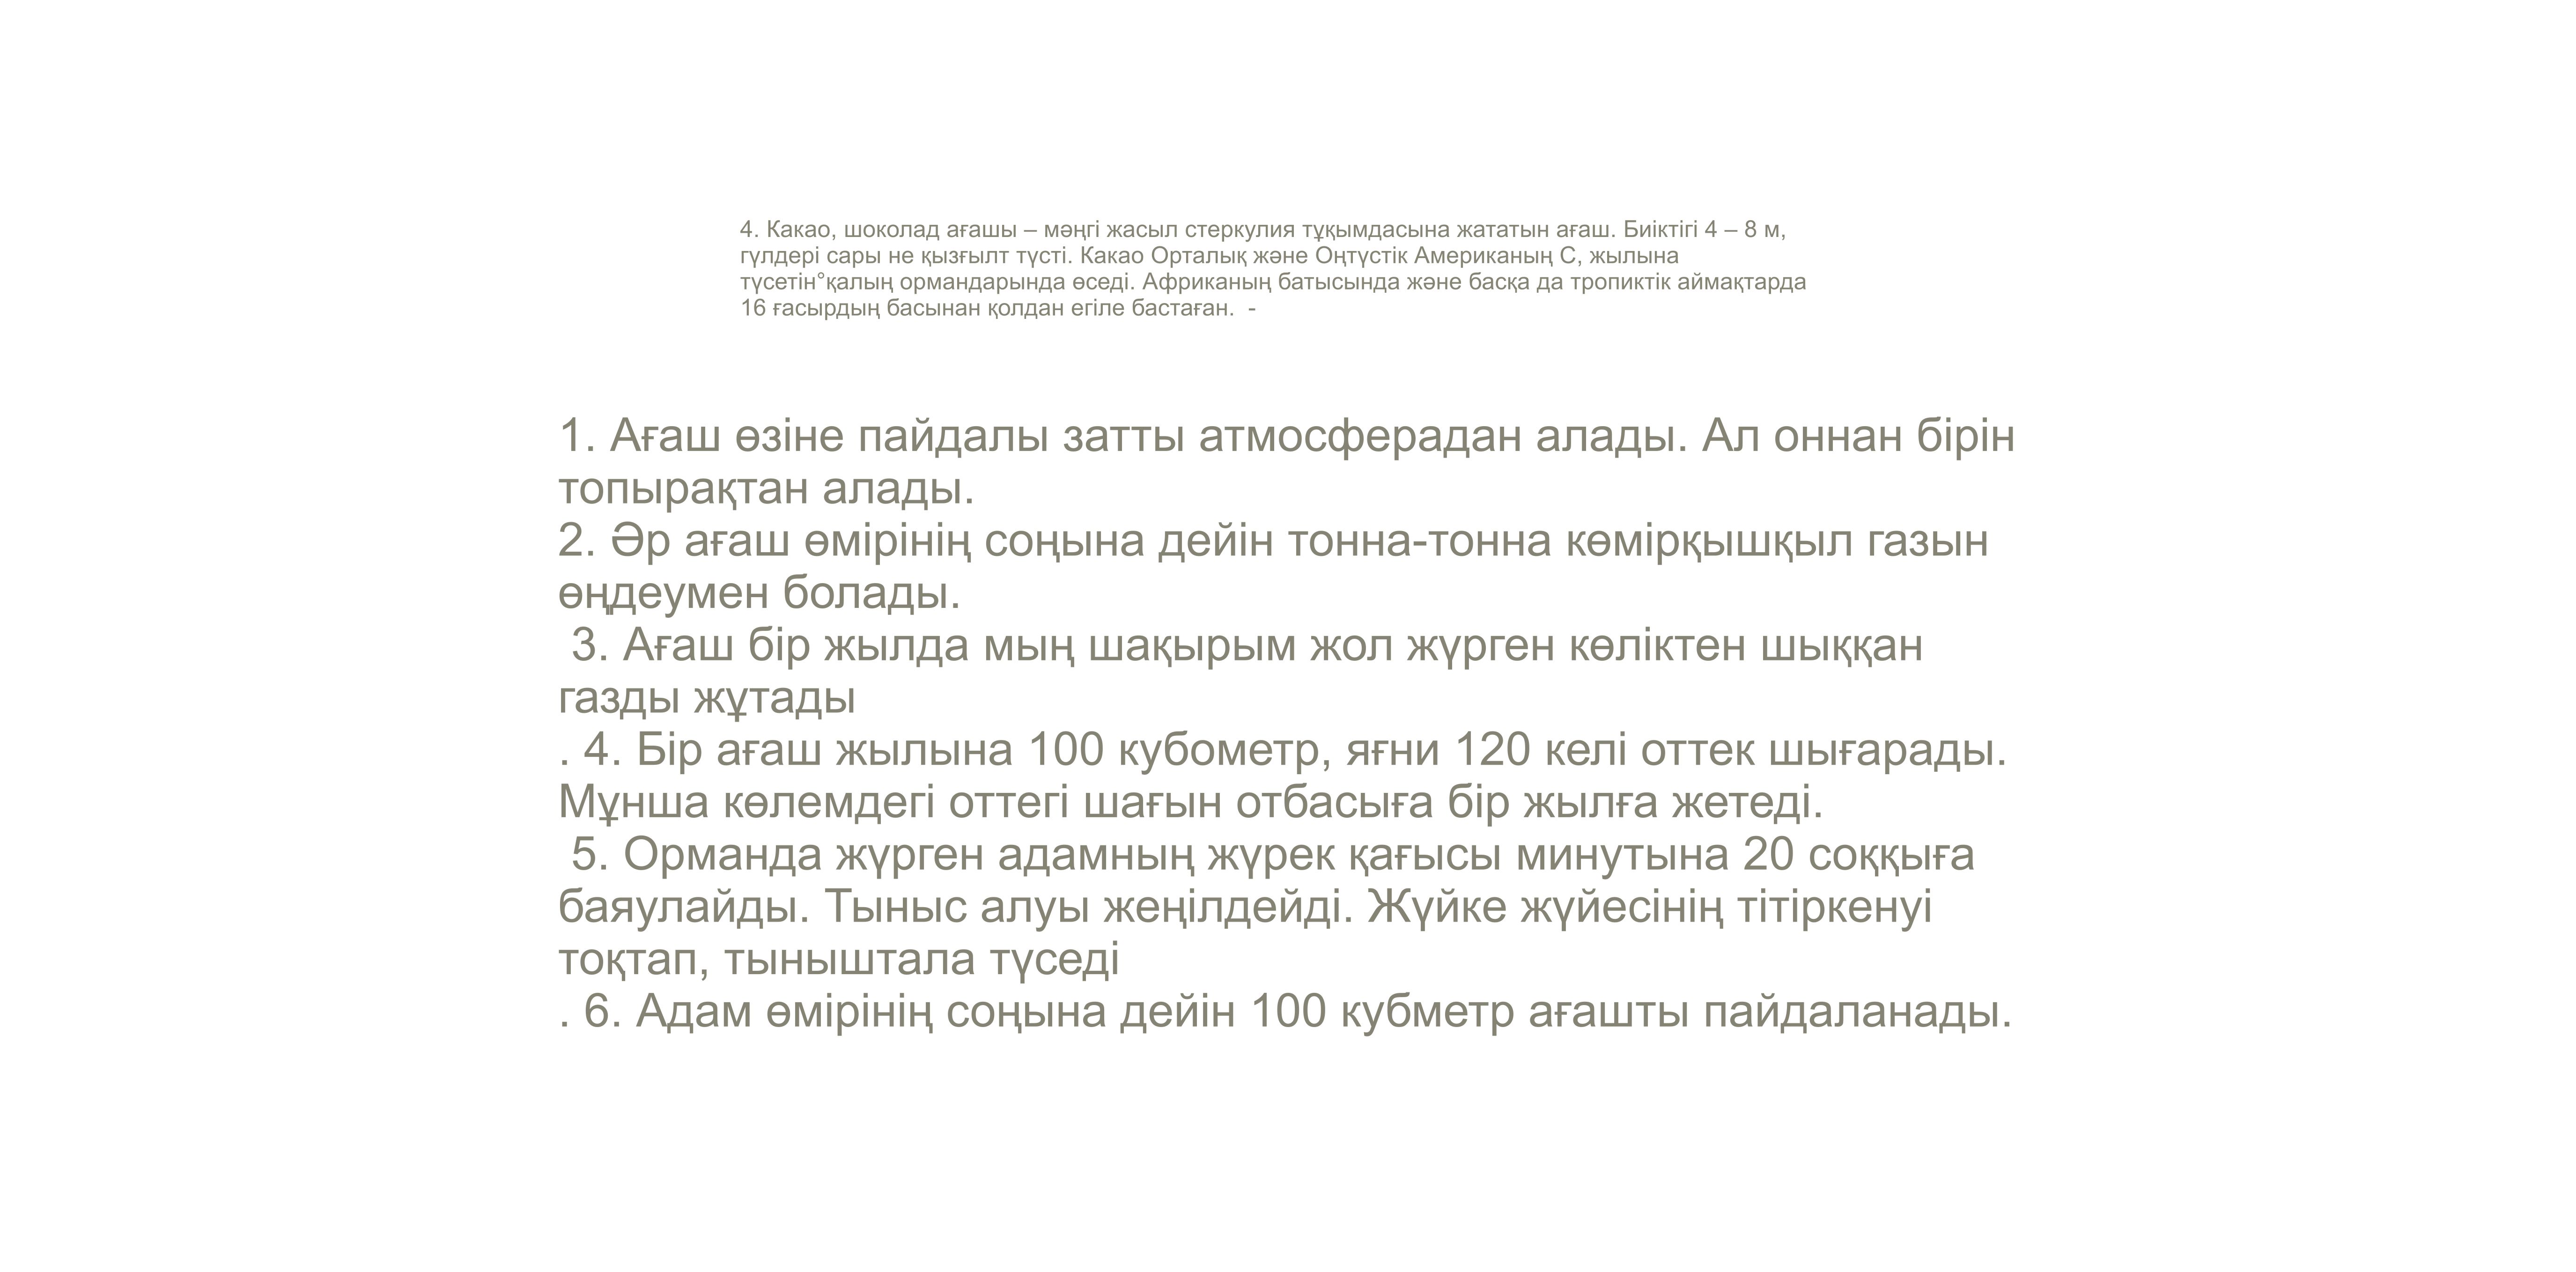 4. Какао, шоколад ағашы – мәңгі жасыл стеркулия тұқымдасына жататын ағаш. Биіктігі 4 – 8 м,
гүлдері сары не қызғылт түсті. Какао Орталық және Оңтүстік Американың С, жылына
түсетін°қалың ормандарында өседі. Африканың батысында және басқа да тропиктік аймақтарда
16 ғасырдың басынан қолдан егіле бастаған.  -
1. Ағаш өзіне пайдалы затты атмосферадан алады. Ал оннан бірін
топырақтан алады.
2. Әр ағаш өмірінің соңына дейін тонна-тонна көмірқышқыл газын
өңдеумен болады.
3. Ағаш бір жылда мың шақырым жол жүрген көліктен шыққан
газды жұтады
. 4. Бір ағаш жылына 100 кубометр, яғни 120 келі оттек шығарады.
Мұнша көлемдегі оттегі шағын отбасыға бір жылға жетеді.
5. Орманда жүрген адамның жүрек қағысы минутына 20 соққыға
баяулайды. Тыныс алуы жеңілдейді. Жүйке жүйесінің тітіркенуі
тоқтап, тыныштала түседі
. 6. Адам өмірінің соңына дейін 100 кубметр ағашты пайдаланады.